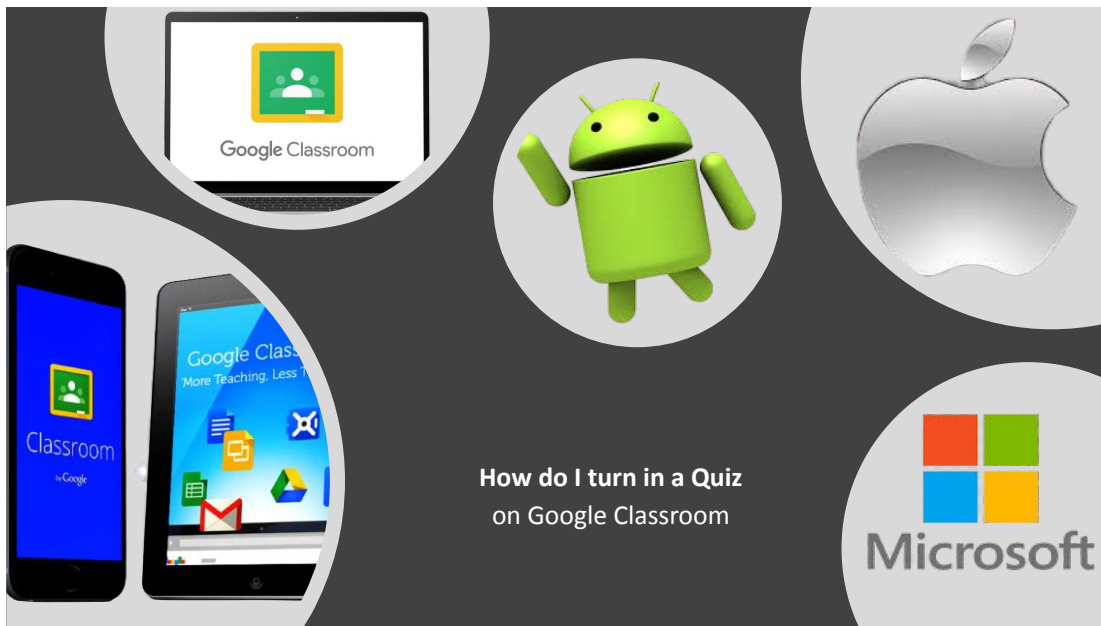 Google Classroom
Classroom
by Google
Google Class
'More Teaching, Less T
How do I turn in a Quiz
on Google Classroom
Microsoft